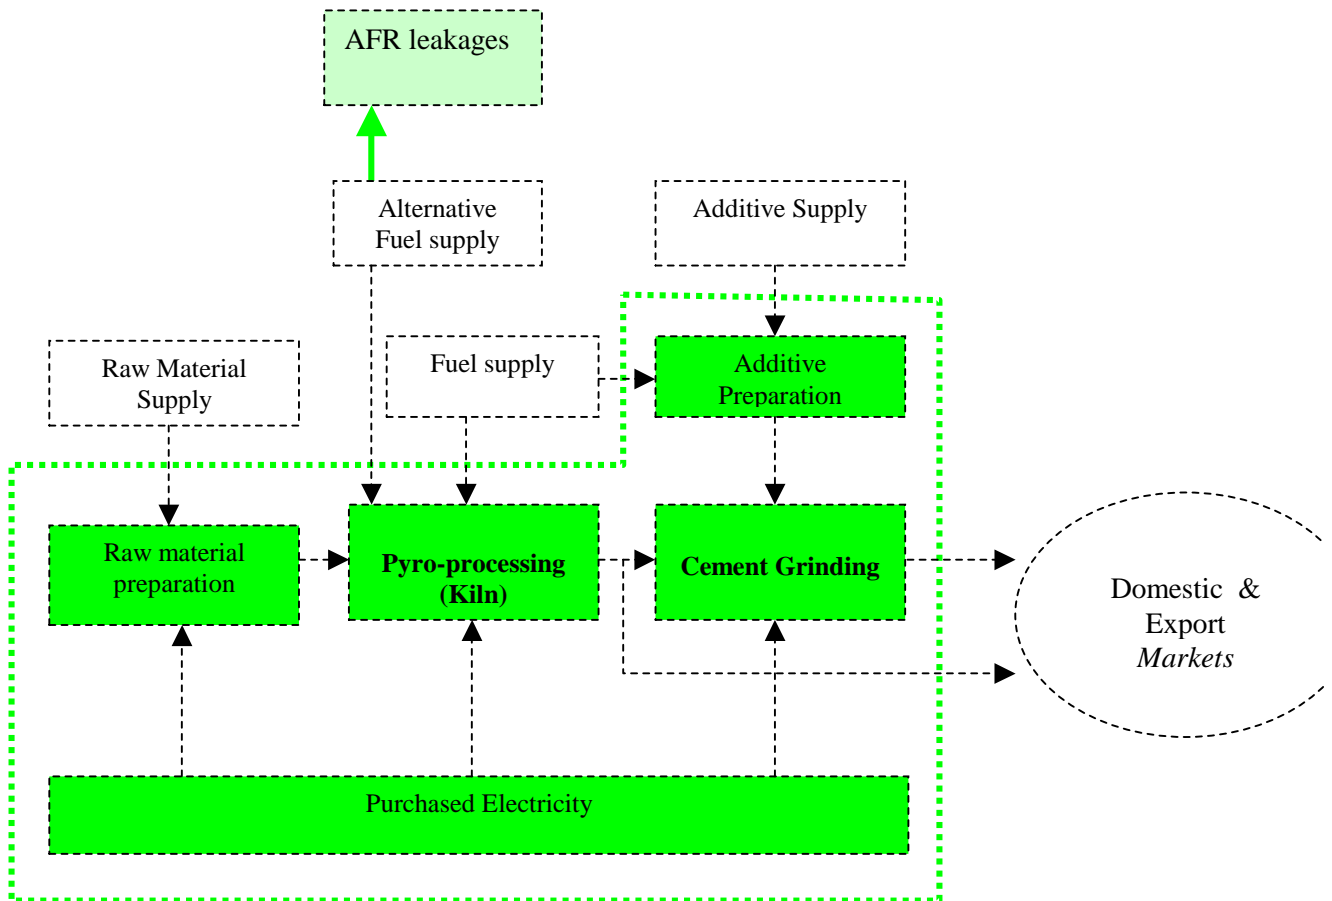 AFR leakages
Alternative
Fuel supply
Additive Supply
Raw Material
Supply
Fuel supply
Additive
Preparation
Raw material
preparation
Pyro-processing
(Kiln)
Cement Grinding
Domestic &
Export
Markets
Purchased Electricity